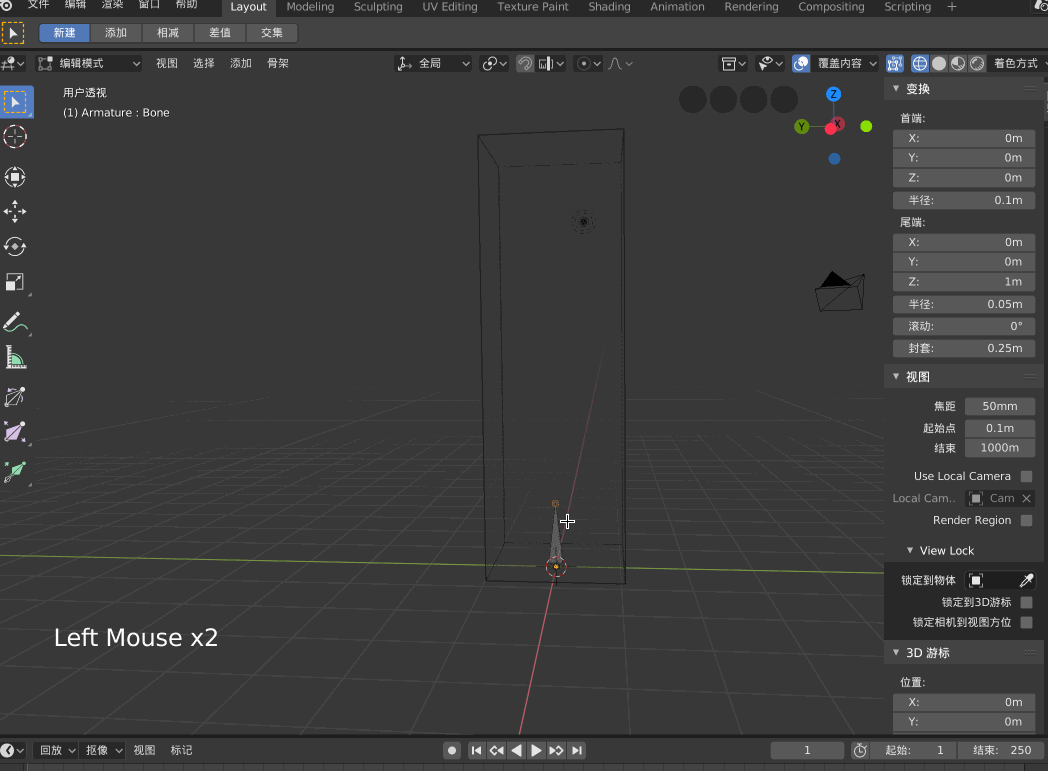 文件 编辑 渲染 窗口 帮助 Layout Modeling Sculpting UV Editing Texture Paint Shading Animation Rendering Compositing Scripting +
新建 添加 相减 差值 交集
编辑模式 视图 选择 添加 骨架 全局 覆盖内容 着色方式
用户透视
(1) Armature : Bone
Z
Y
X
变换
首端:
X: 0m
Y: 0m
Z: 0m
半径: 0.1m
尾端:
X: 0m
Y: 0m
Z: 1m
半径: 0.05m
滚动: 0°
封套: 0.25m
视图
焦距 50mm
起始点 0.1m
结束 1000m
Use Local Camera
Local Cam.. Cam
Render Region
View Lock
锁定到物体
锁定到3D游标
锁定相机到视图方位
3D 游标
位置:
X: 0m
Y: 0m
Left Mouse x2
回放 抠像 视图 标记 1 起始: 1 结束: 250